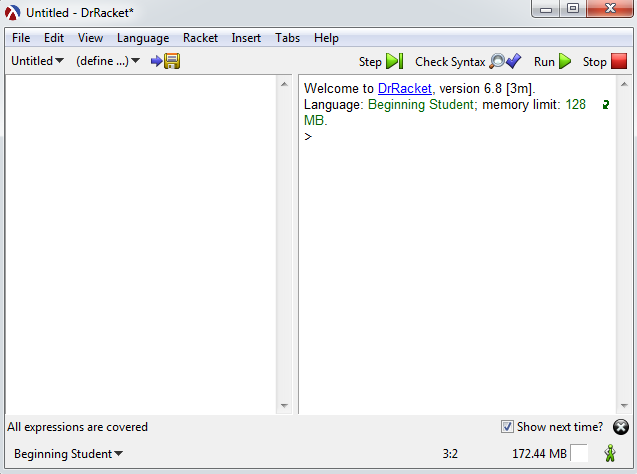 Untitled - DrRacket*
File Edit View Language Racket Insert Tabs Help
Untitled (define ...) Step Check Syntax Run Stop
Welcome to DrRacket, version 6.8 [3m].
Language: Beginning Student; memory limit: 128
MB.
>
All expressions are covered Show next time?
Beginning Student 3:2 172.44 MB